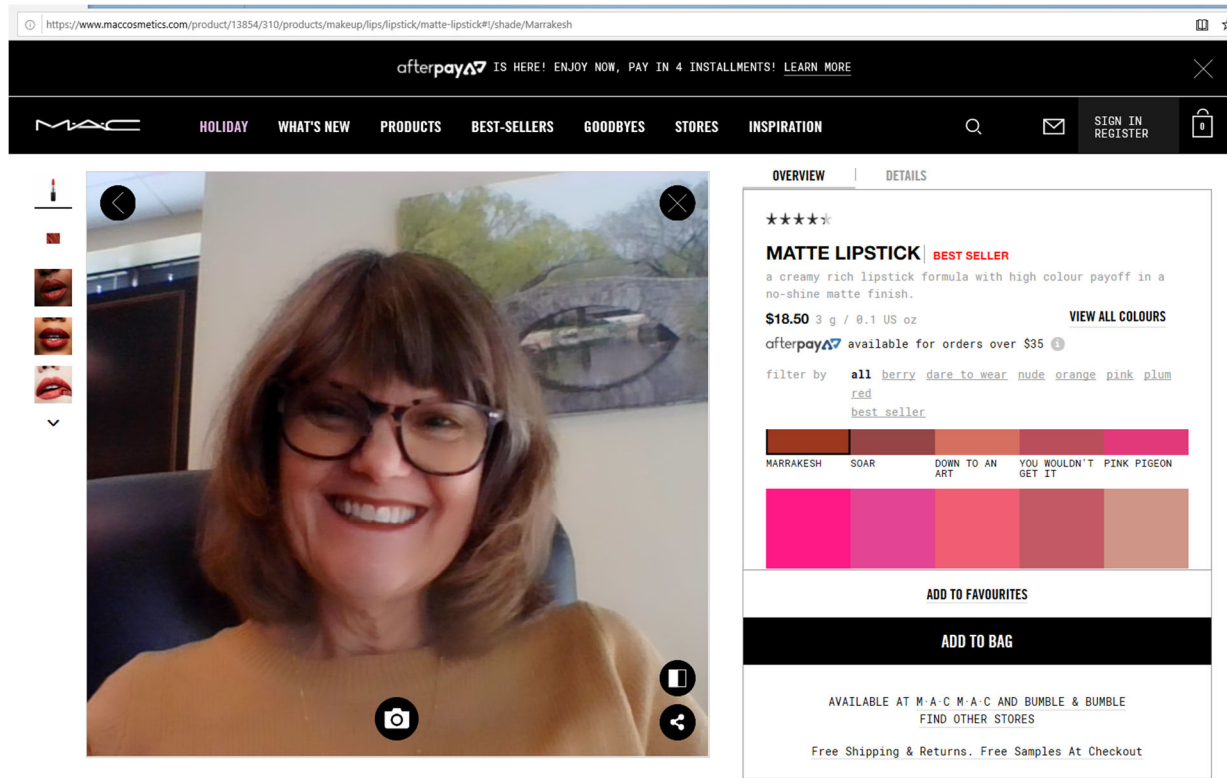 https://www.maccosmetics.com/product/13854/310/products/makeup/lips/lipstick/matte-lipstick#!/shade/Marrakesh
afterpay IS HERE! ENJOY NOW, PAY IN 4 INSTALLMENTS! LEARN MORE
MAC HOLIDAY WHAT'S NEW PRODUCTS BEST-SELLERS GOODBYES STORES INSPIRATION SIGN IN
REGISTER
0
OVERVIEW DETAILS
MATTE LIPSTICK BEST SELLER
a creamy rich lipstick formula with high colour payoff in a
no-shine matte finish.
$18.50 3 g / 0.1 US oz VIEW ALL COLOURS
afterpay available for orders over $35 i
filter by all berry dare to wear nude orange pink plum
red
best seller
MARRAKESH SOAR DOWN TO AN YOU WOULDN'T PINK PIGEON
ART GET IT
ADD TO FAVOURITES
ADD TO BAG
AVAILABLE AT M·A·C M·A·C AND BUMBLE & BUMBLE
FIND OTHER STORES
Free Shipping & Returns. Free Samples At Checkout